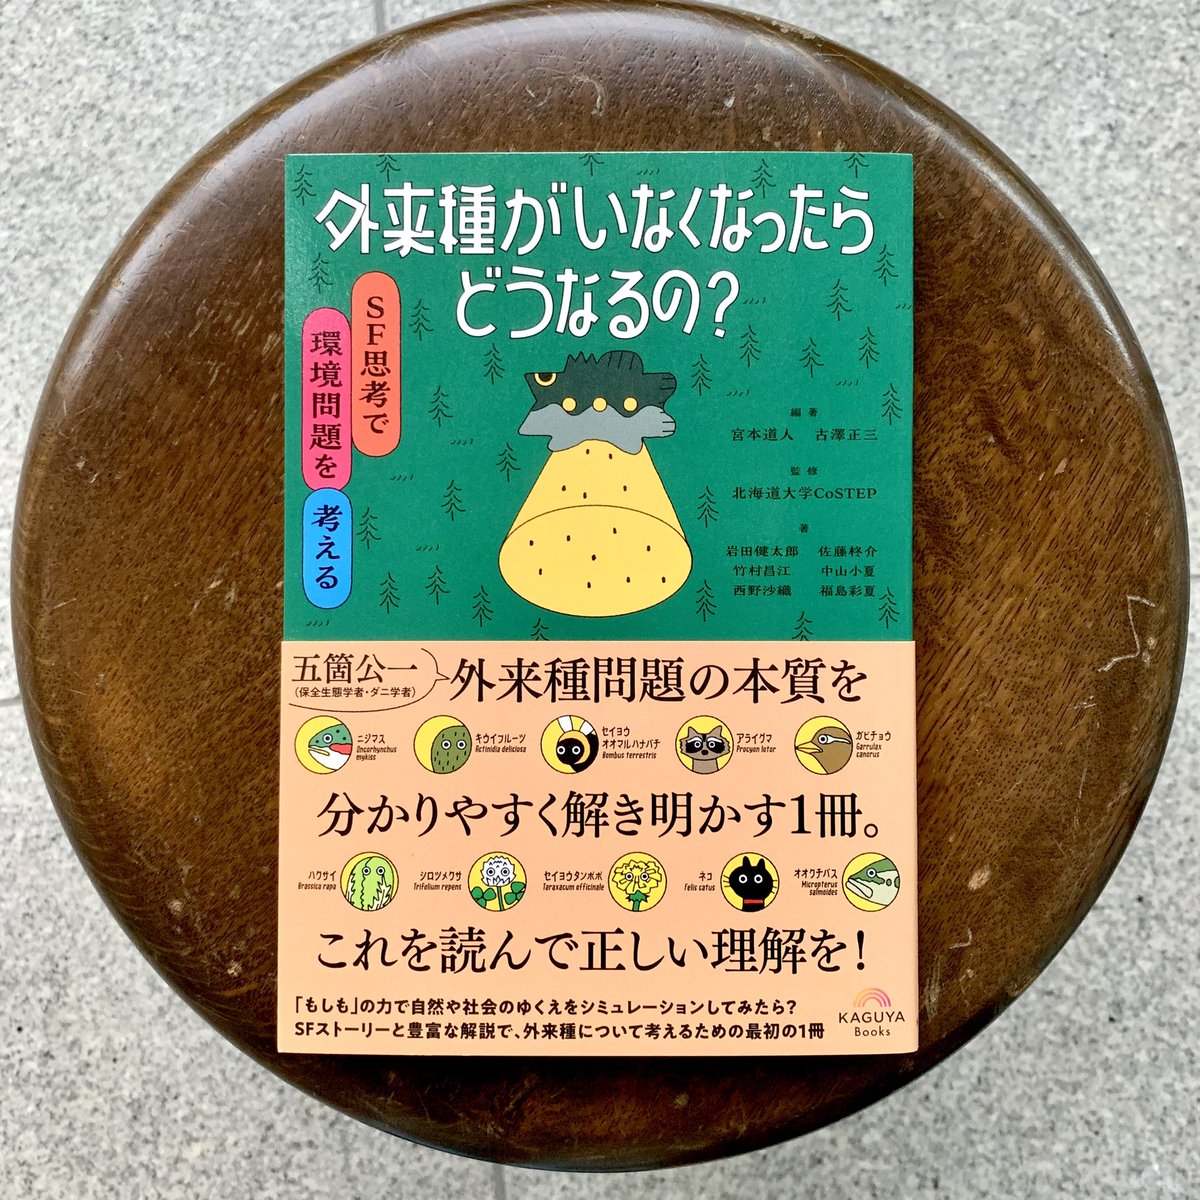 外来種がいなくなったら
どうなるの?
SF思考で
環境問題を
考える
編著
宮本道人 古澤正三
監修
北海道大学CoSTEP
著
岩田健太郎 佐藤柊介
竹村昌江 中山小夏
西野沙織 福島彩夏
五箇公一
(保全生態学者・ダニ学者)
外来種問題の本質を
ニジマス
Oncorhynchus
mykiss
キウイフルーツ
Actinidia deliciosa
セイヨウ
オオマルハナバチ
Bombus terrestris
アライグマ
Procyon lotor
ガビチョウ
Garrulax
canorus
分かりやすく解き明かす1冊。
ハクサイ
Brassica rapa
シロツメクサ
Trifolium repens
セイヨウタンポポ
Taraxacum officinale
ネコ
Felis catus
オオクチバス
Micropterus
salmoides
これを読んで正しい理解を!
「もしも」の力で自然や社会のゆくえをシミュレーションしてみたら?
SFストーリーと豊富な解説で、外来種について考えるための最初の1冊
KAGUYA
Books